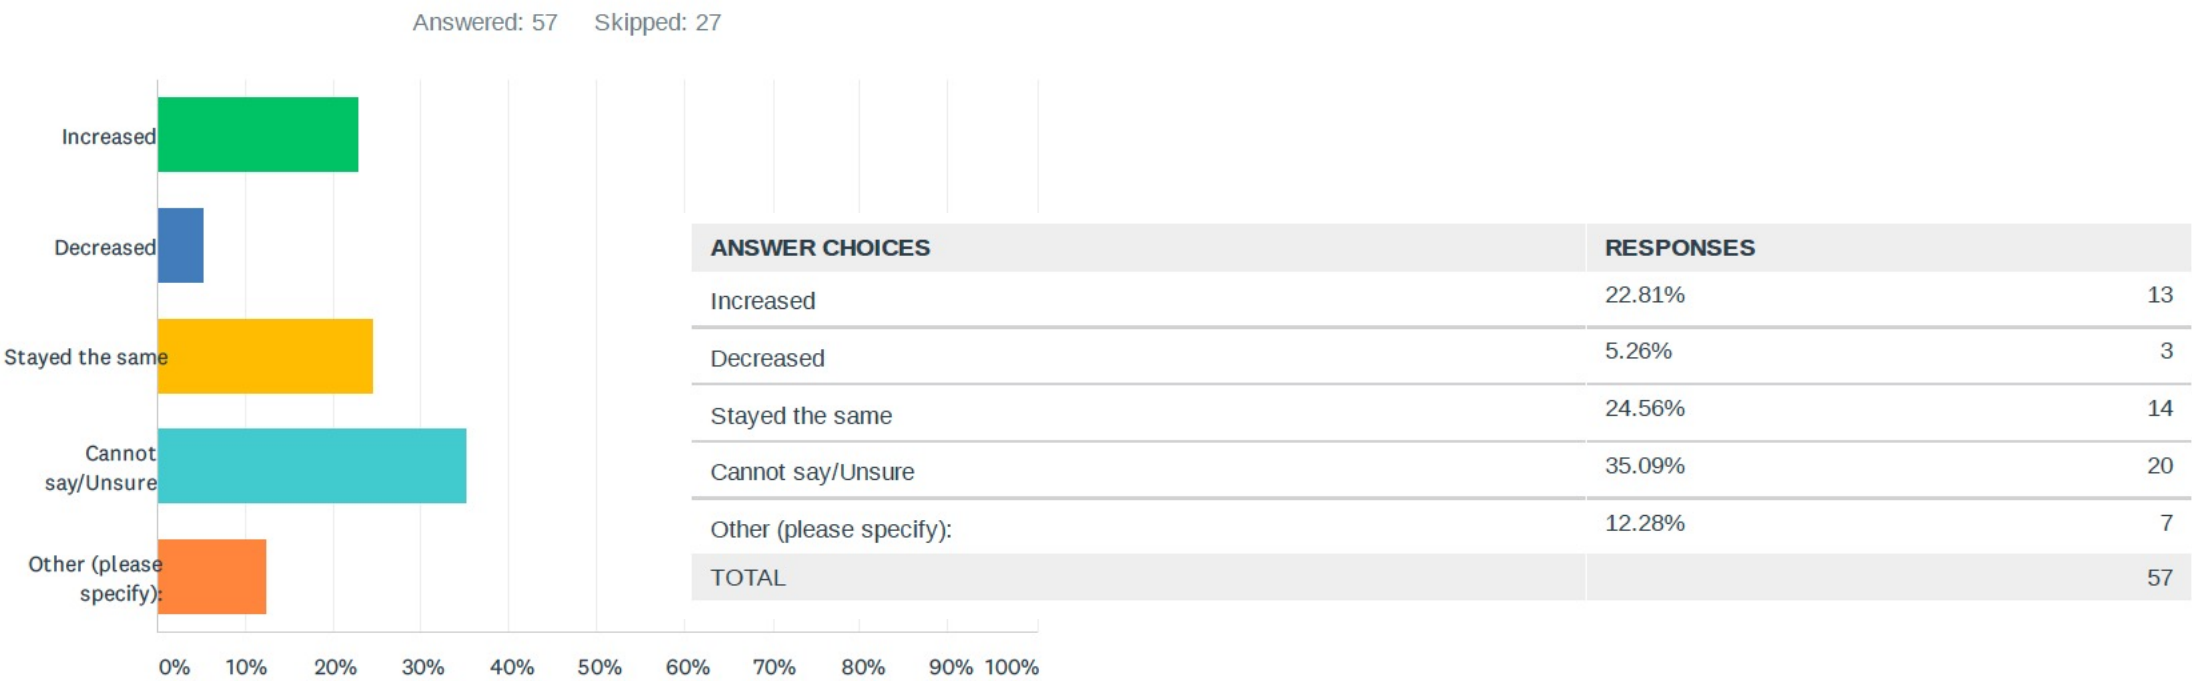 Answered: 57 Skipped: 27
Increased
Decreased
Stayed the same
Cannot
say/Unsure
Other (please
specify):
0% 10% 20% 30% 40% 50% 60% 70% 80% 90% 100%
ANSWER CHOICES RESPONSES
Increased 22.81% 13
Decreased 5.26% 3
Stayed the same 24.56% 14
Cannot say/Unsure 35.09% 20
Other (please specify): 12.28% 7
TOTAL 57